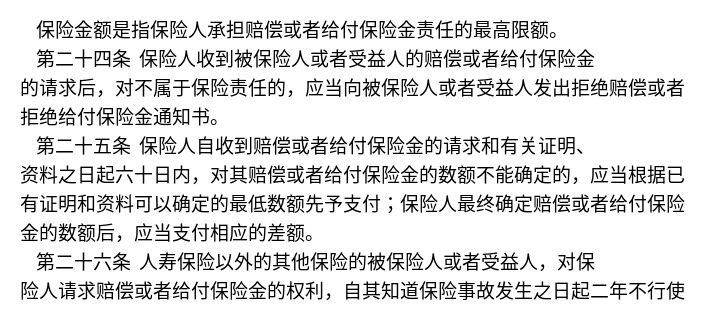 保险金额是指保险人承担赔偿或者给付保险金责任的最高限额。
第二十四条 保险人收到被保险人或者受益人的赔偿或者给付保险金
的请求后，对不属于保险责任的，应当向被保险人或者受益人发出拒绝赔偿或者
拒绝给付保险金通知书。
第二十五条 保险人自收到赔偿或者给付保险金的请求和有关证明、
资料之日起六十日内，对其赔偿或者给付保险金的数额不能确定的，应当根据已
有证明和资料可以确定的最低数额先予支付；保险人最终确定赔偿或者给付保险
金的数额后，应当支付相应的差额。
第二十六条 人寿保险以外的其他保险的被保险人或者受益人，对保
险人请求赔偿或者给付保险金的权利，自其知道保险事故发生之日起二年不行使